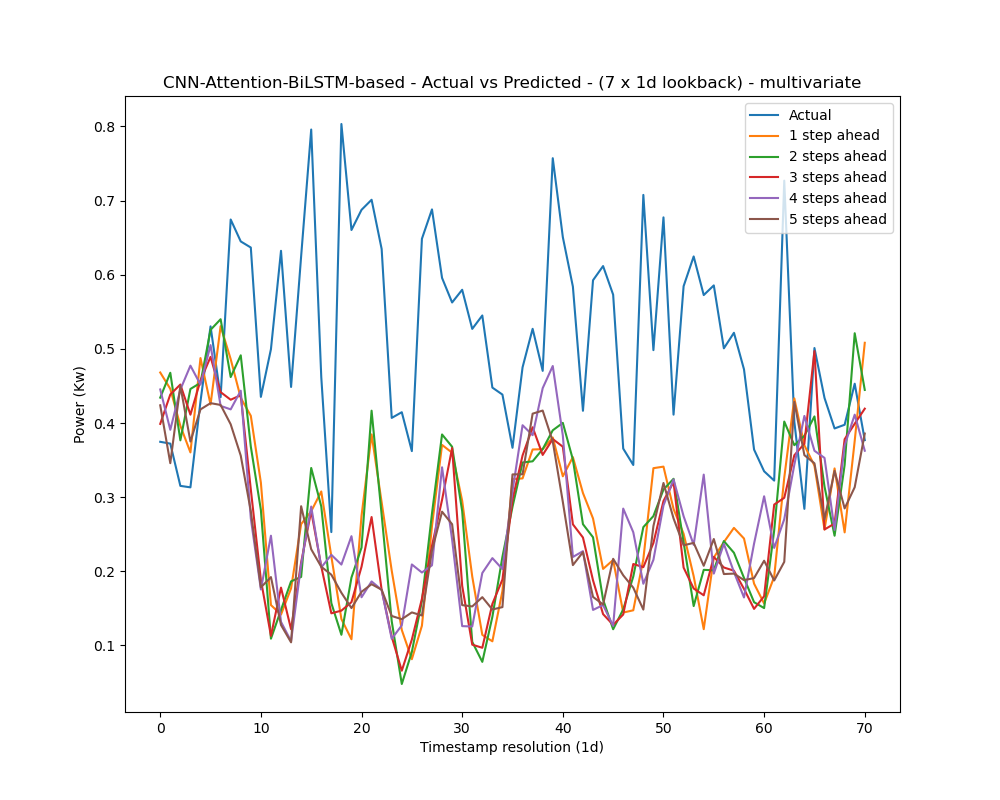 CNN-Attention-BiLSTM-based - Actual vs Predicted - (7 x 1d lookback) - multivariate
Actual
1 step ahead
2 steps ahead
3 steps ahead
4 steps ahead
5 steps ahead
0.8
0.7
0.6
0.5
0.4
0.3
0.2
0.1
Power (Kw)
0 10 20 30 40 50 60 70
Timestamp resolution (1d)